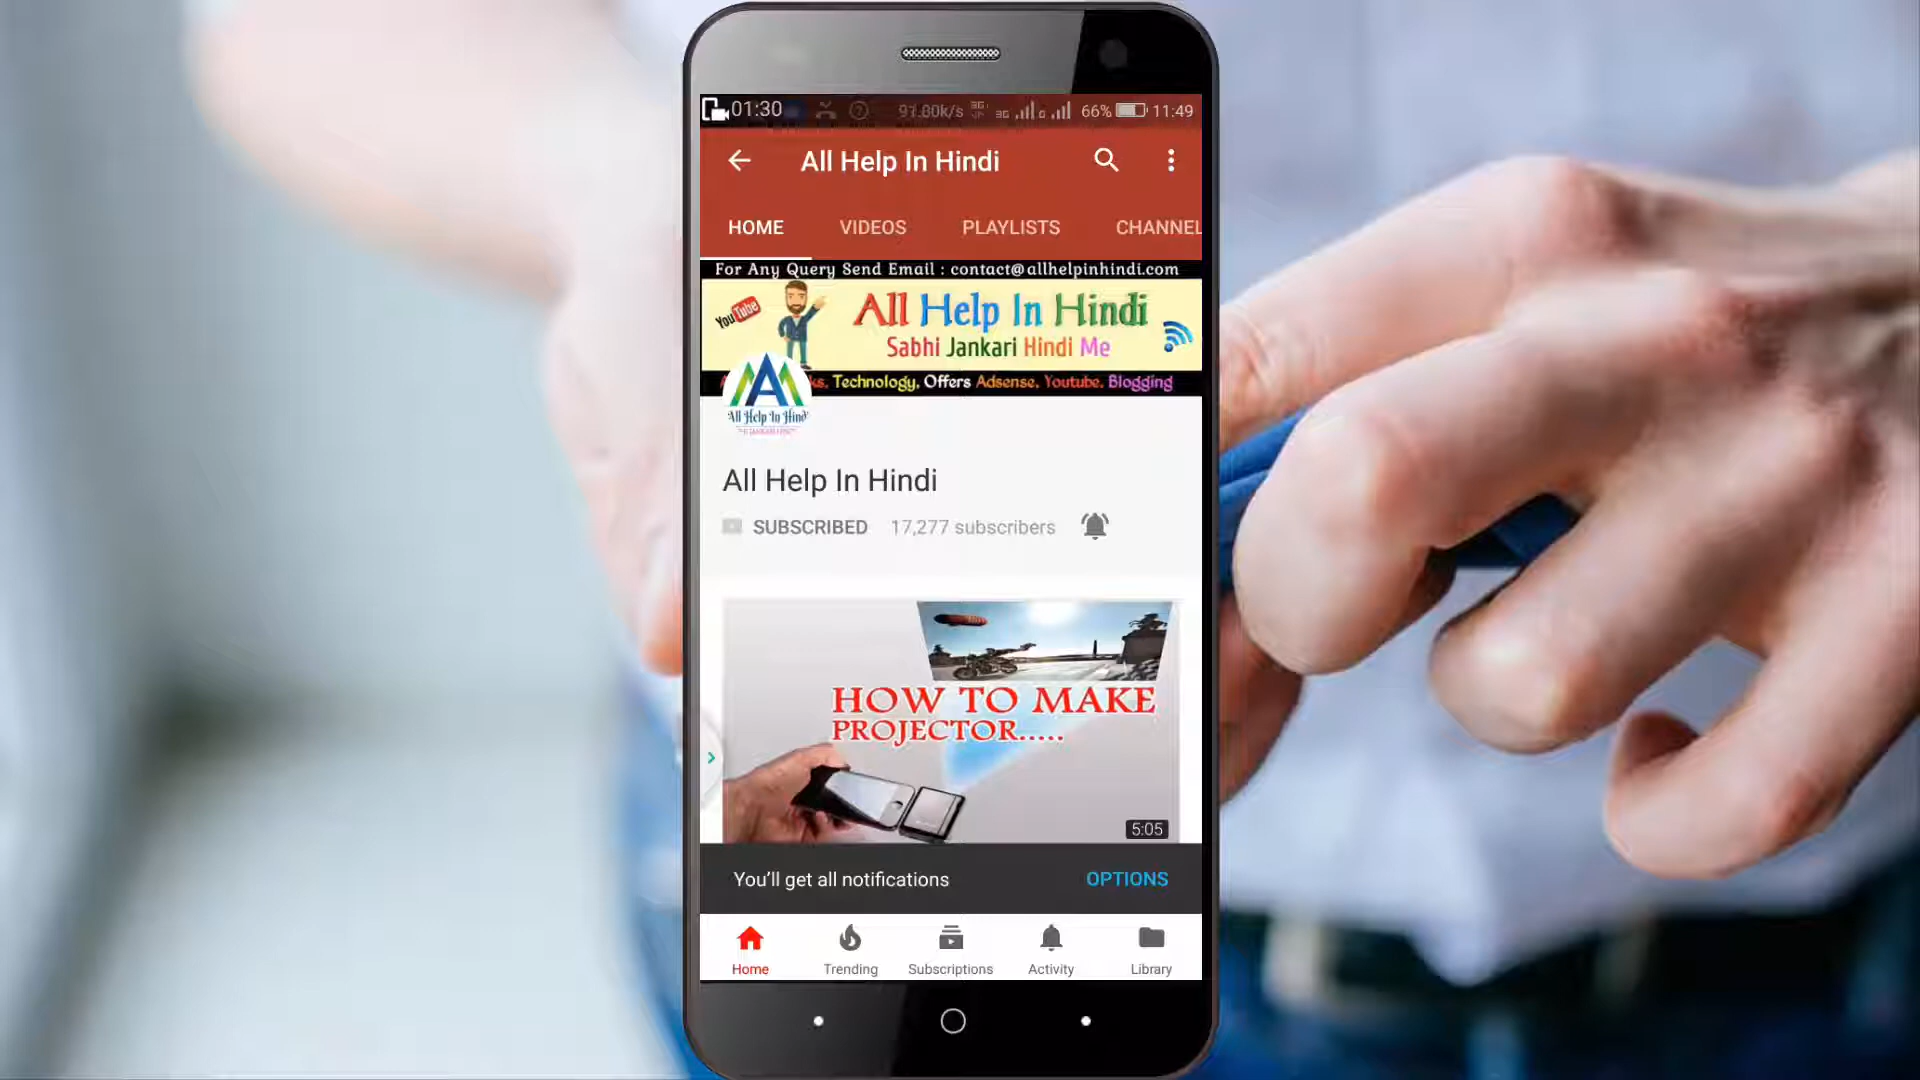 01:30 91.00k/s 3G 3G G 66% 11:49
All Help In Hindi
HOME VIDEOS PLAYLISTS CHANNEL
For Any Query Send Email : contact@allhelpinhindi.com
YouTube
All Help In Hindi
Sabhi Jankari Hindi Me
Technology, Offers Adsense, Youtube, Blogging
All Help In Hindi
All Help In Hindi
SUBSCRIBED 17,277 subscribers
HOW TO MAKE
PROJECTOR.....
5:05
You'll get all notifications OPTIONS
Home Trending Subscriptions Activity Library